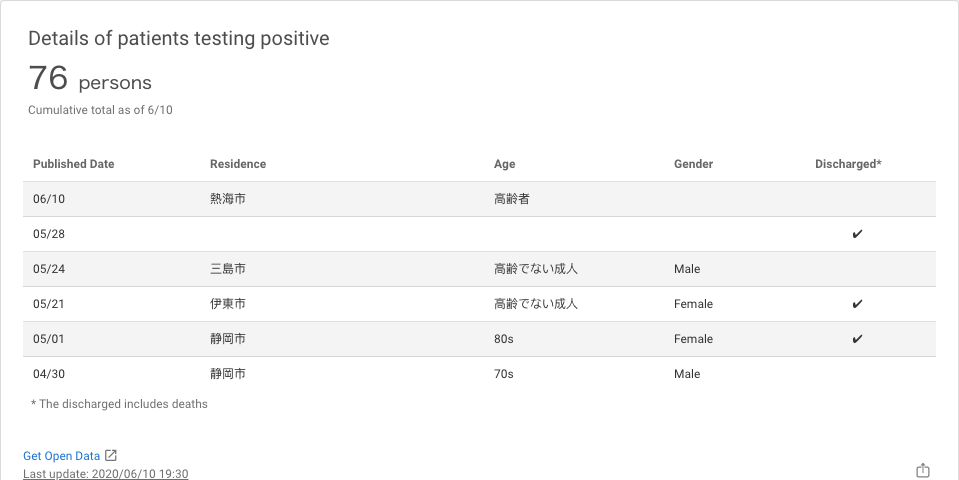 Details of patients testing positive
76 persons
Cumulative total as of 6/10
Published Date Residence Age Gender Discharged*
06/10 熱海市 高齢者
05/28 ✔
05/24 三島市 高齢でない成人 Male
05/21 伊東市 高齢でない成人 Female ✔
05/01 静岡市 80s Female ✔
04/30 静岡市 70s Male
* The discharged includes deaths
Get Open Data
Last update: 2020/06/10 19:30